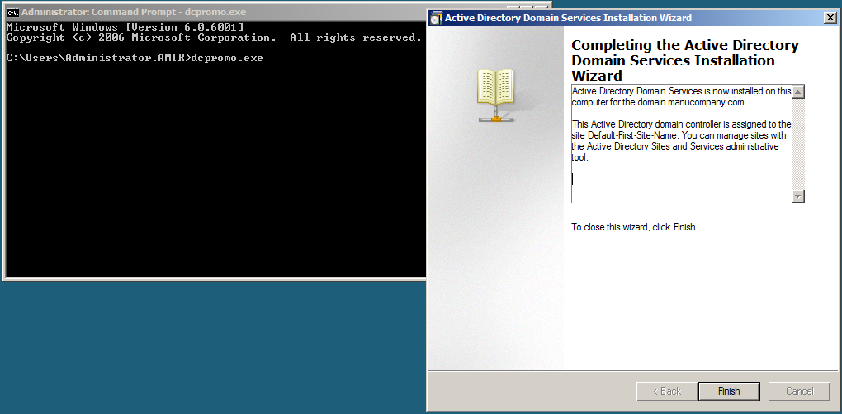 Administrator: Command Prompt - dcpromo.exe
Microsoft Windows [Version 6.0.6001]
Copyright (c) 2006 Microsoft Corporation.  All rights reserved.
C:\Users\Administrator.AMIR>dcpromo.exe
Active Directory Domain Services Installation Wizard
Completing the Active Directory
Domain Services Installation
Wizard
Active Directory Domain Services is now installed on this
computer for the domain manucompany.com.
This Active Directory domain controller is assigned to the
site Default-First-Site-Name. You can manage sites with
the Active Directory Sites and Services administrative
tool.
To close this wizard, click Finish.
< Back
Finish
Cancel